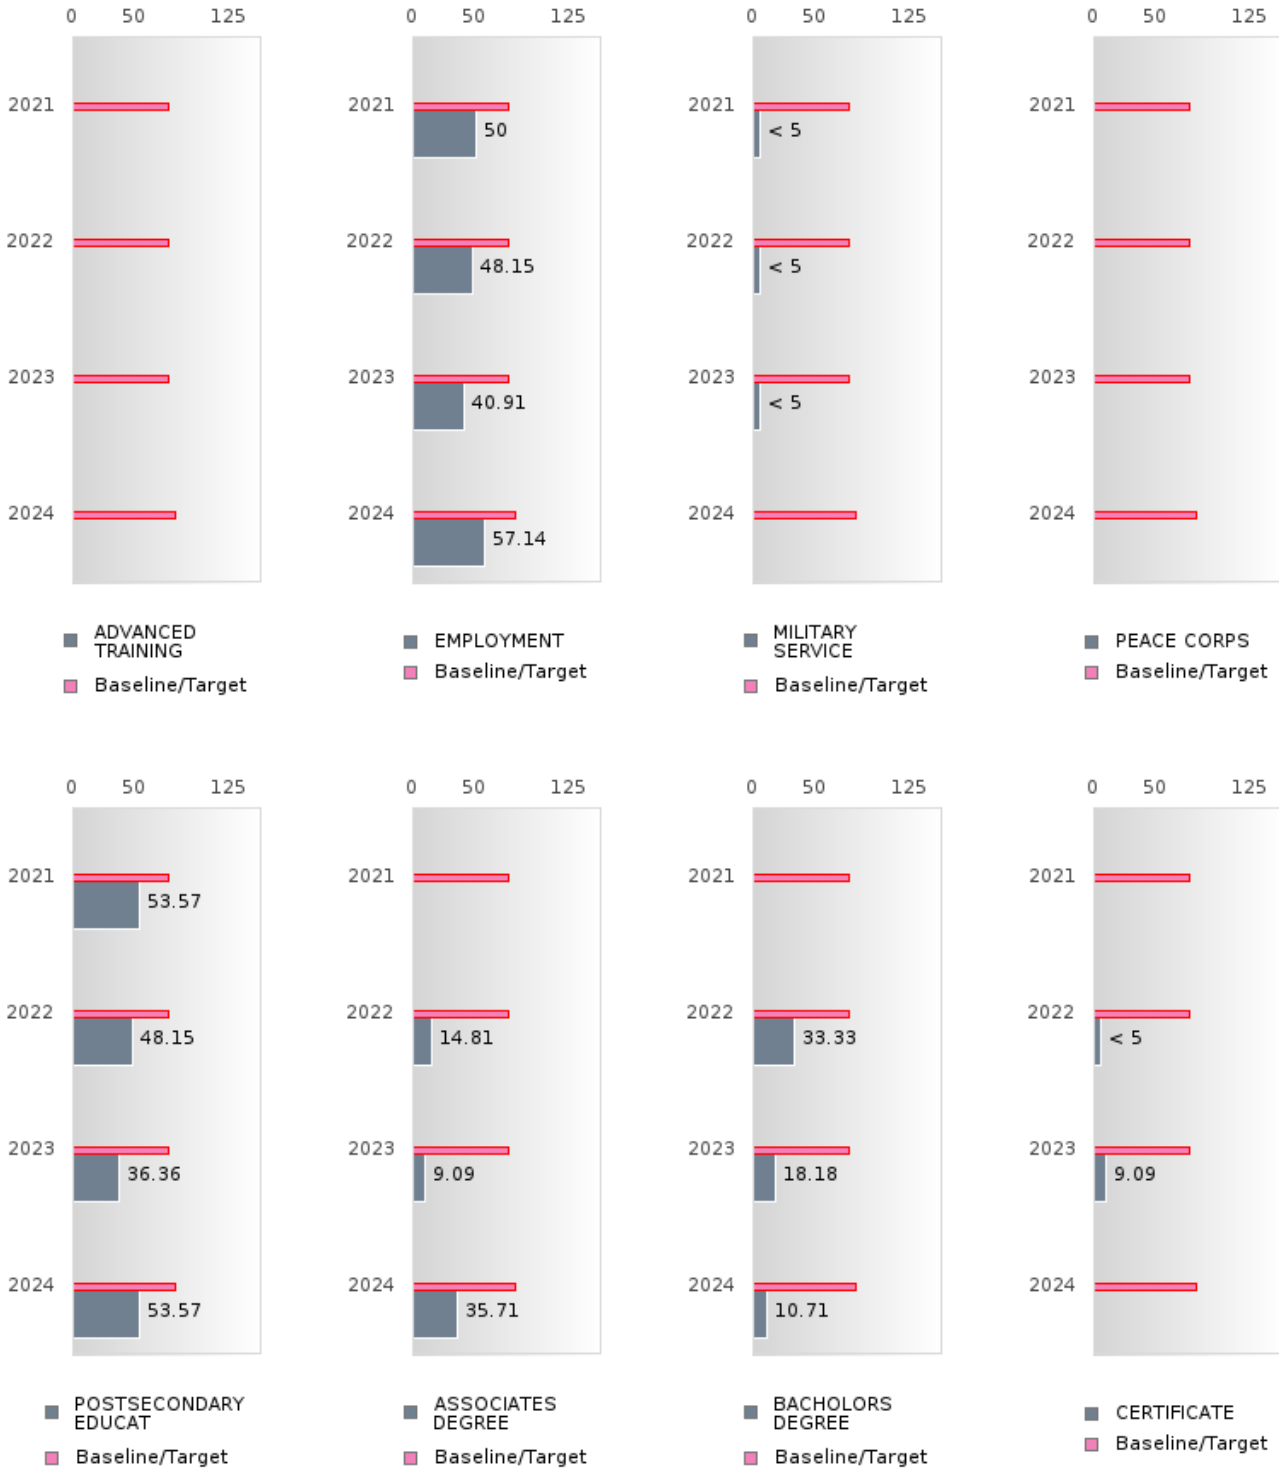 0 50 125
2021
2022
2023
2024
ADVANCED
TRAINING
Baseline/Target
0 50 125
2021
50
2022
48.15
2023
40.91
2024
57.14
EMPLOYMENT
Baseline/Target
0 50 125
2021
< 5
2022
< 5
2023
< 5
2024
MILITARY
SERVICE
Baseline/Target
0 50 125
2021
2022
2023
2024
PEACE CORPS
Baseline/Target
0 50 125
2021
53.57
2022
48.15
2023
36.36
2024
53.57
POSTSECONDARY
EDUCAT
Baseline/Target
0 50 125
2021
2022
14.81
2023
9.09
2024
35.71
ASSOCIATES
DEGREE
Baseline/Target
0 50 125
2021
2022
33.33
2023
18.18
2024
10.71
BACHOLORS
DEGREE
Baseline/Target
0 50 125
2021
2022
< 5
2023
9.09
2024
CERTIFICATE
Baseline/Target